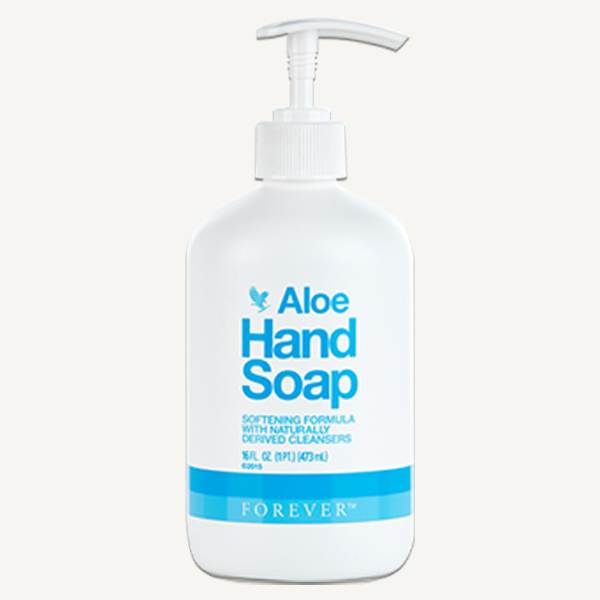 Aloe
Hand
Soap
SOFTENING FORMULA
WITH NATURALLY
DERIVED CLEANSERS
16 FL. OZ. (1 PT.) (473 mL)
©2015
FOREVER™